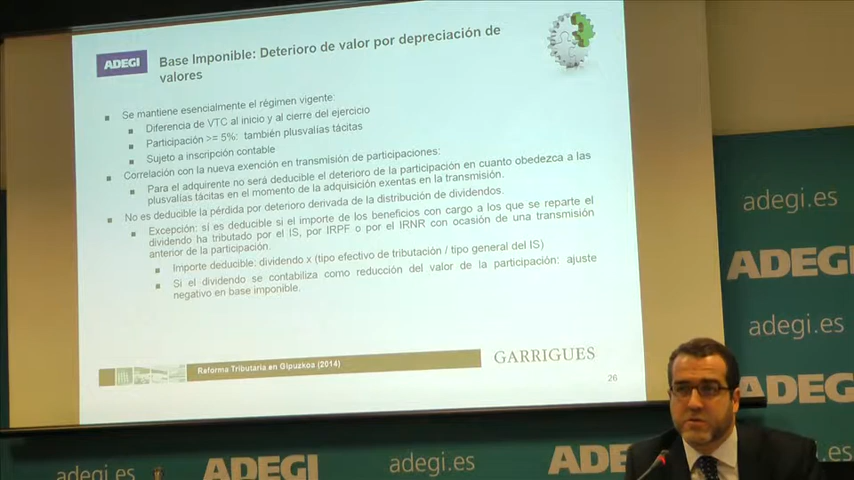 ADEGI
Base Imponible: Deterioro de valor por depreciación de
valores
Se mantiene esencialmente el régimen vigente:
Diferencia de VTC al inicio y al cierre del ejercicio
Participación >= 5%: también plusvalías tácitas
Sujeto a inscripción contable
Correlación con la nueva exención en transmisión de participaciones:
Para el adquirente no será deducible el deterioro de la participación en cuanto obedezca a las
plusvalías tácitas en el momento de la adquisición exentas en la transmisión.
No es deducible la pérdida por deterioro derivada de la distribución de dividendos.
Excepción: sí es deducible si el importe de los beneficios con cargo a los que se reparte el
dividendo ha tributado por el IS, por IRPF o por el IRNR con ocasión de una transmisión
anterior de la participación.
Importe deducible: dividendo x (tipo efectivo de tributación / tipo general del IS)
Si el dividendo se contabiliza como reducción del valor de la participación: ajuste
negativo en base imponible.
Reforma Tributaria en Gipuzkoa (2014)
GARRIGUES
26
adegi.es
ADEGI
adegi.es
ADEGI
adegi.es
ADEGI
adegi.es
ADEGI
.es